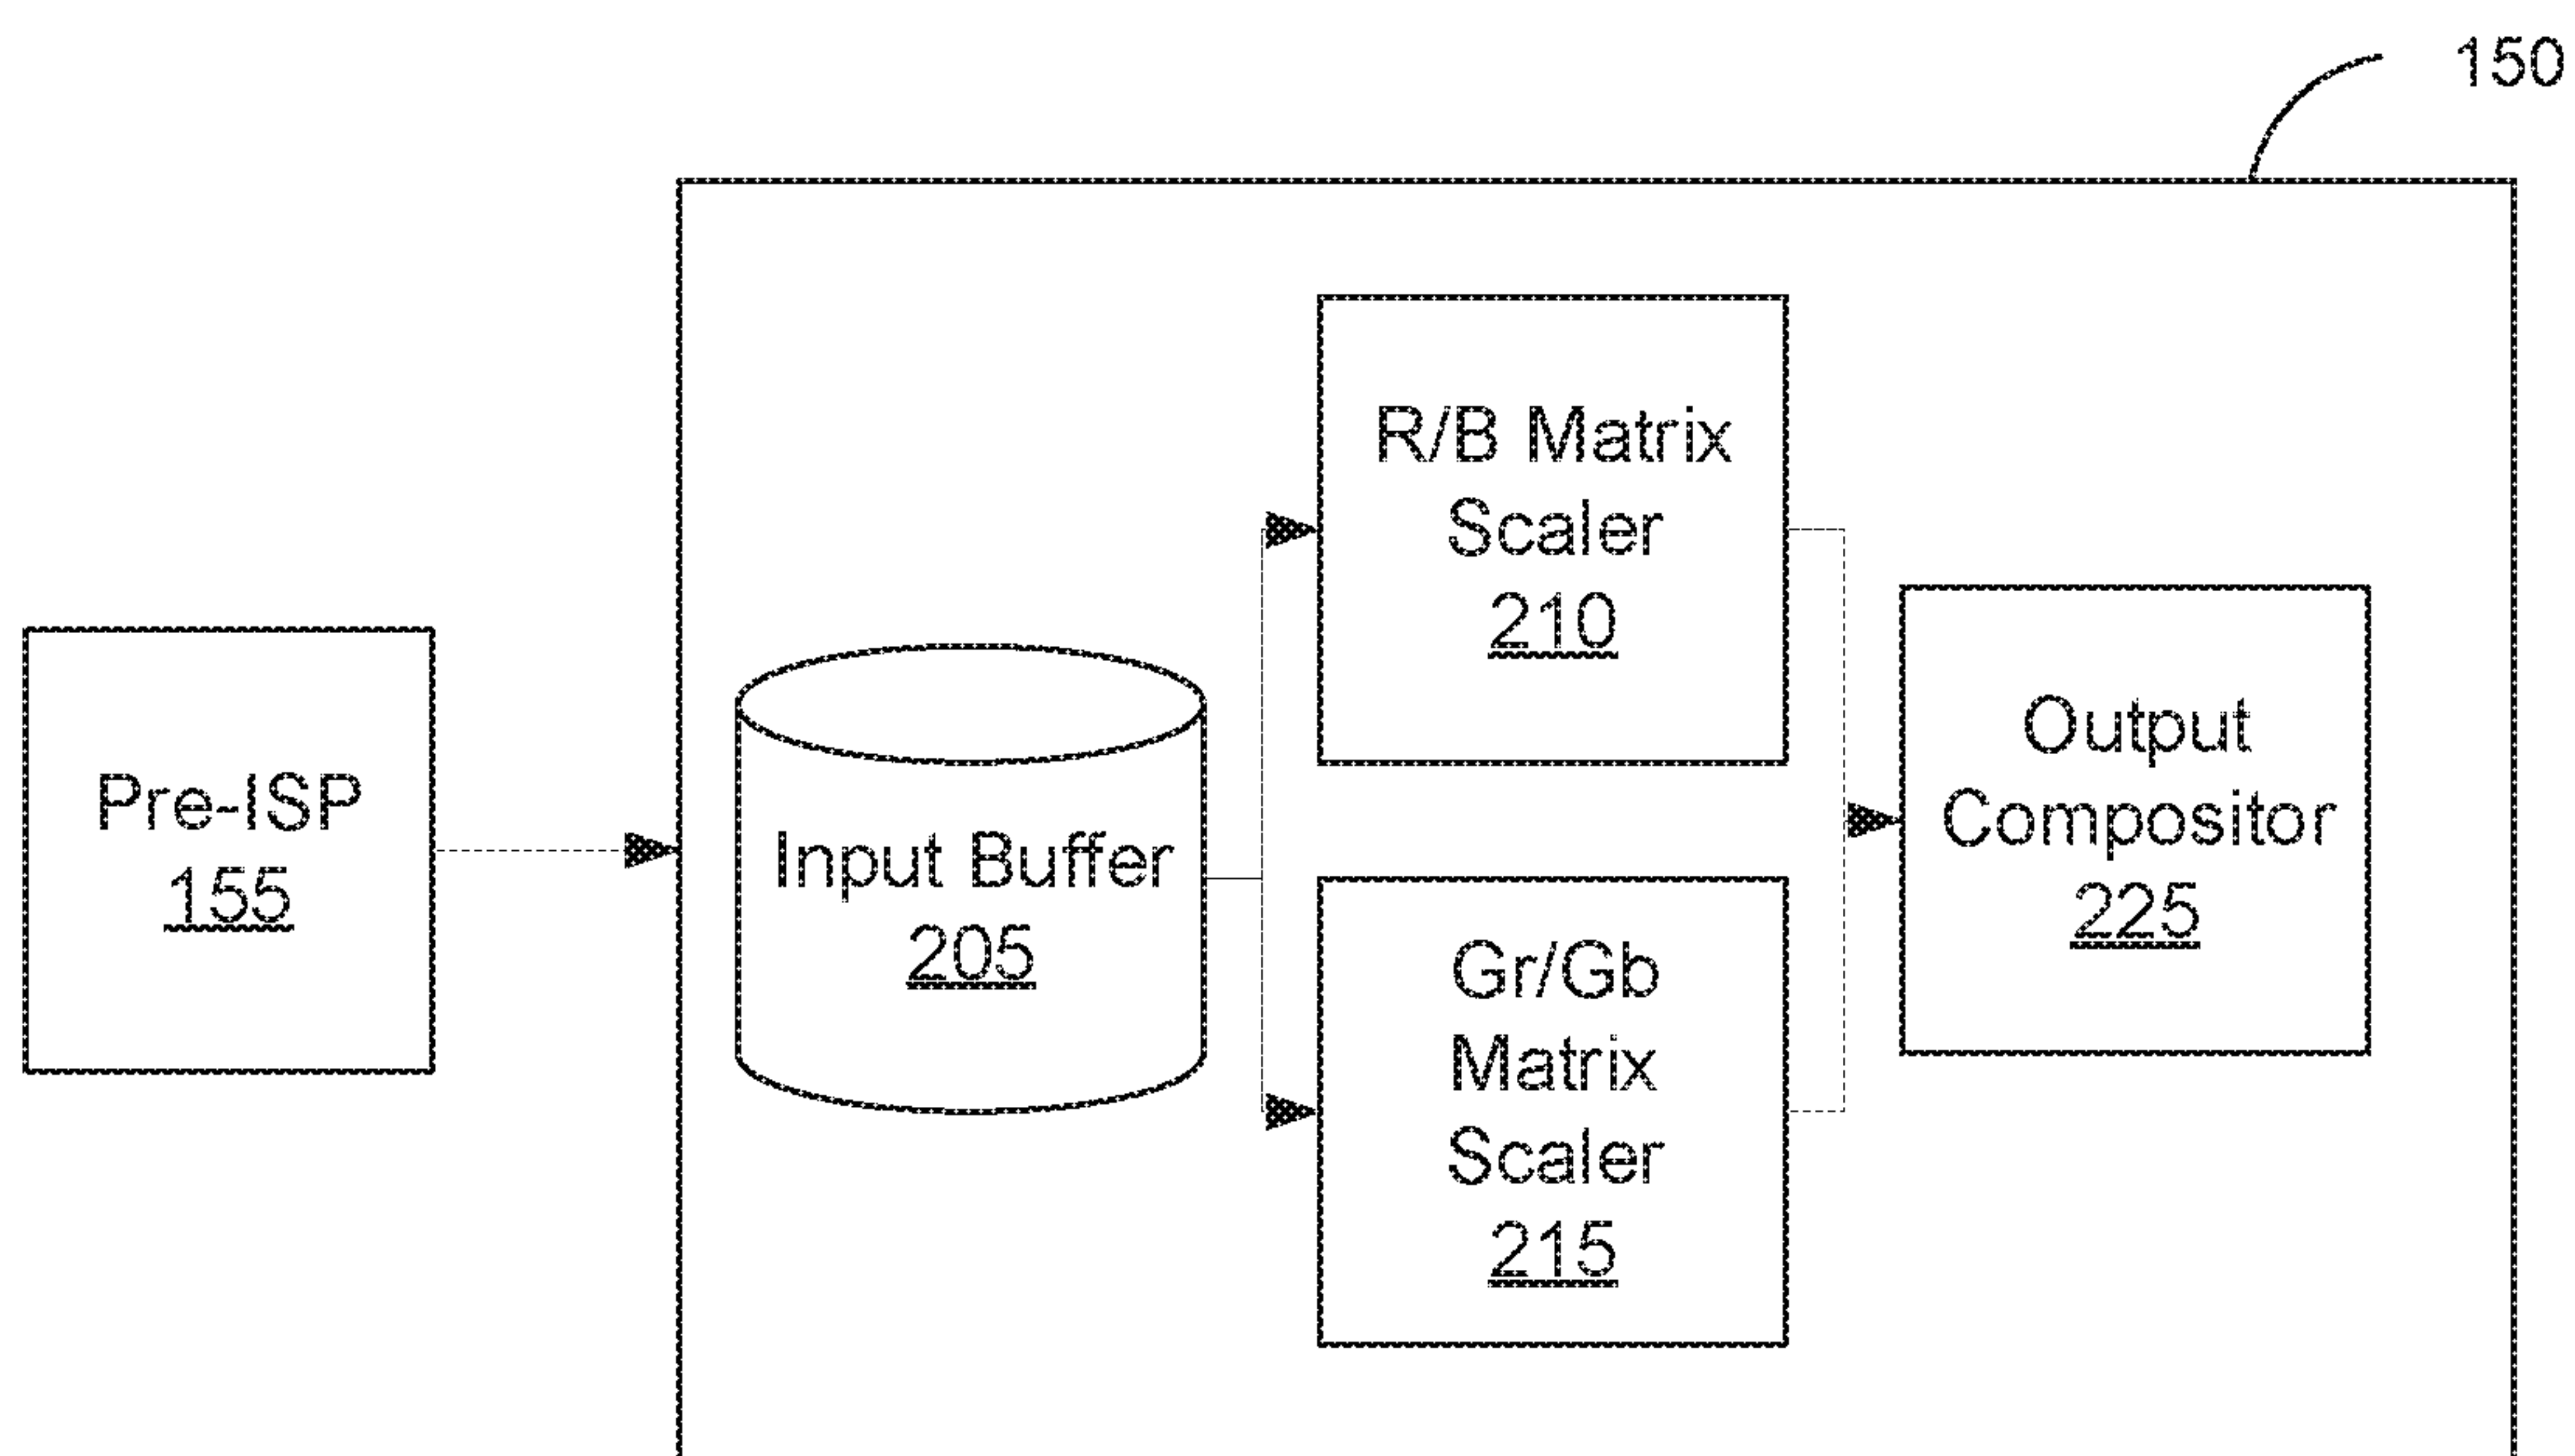 150
Pre-ISP
155
Input Buffer
205
R/B Matrix
Scaler
210
Gr/Gb
Matrix
Scaler
215
Output
Compositor
225